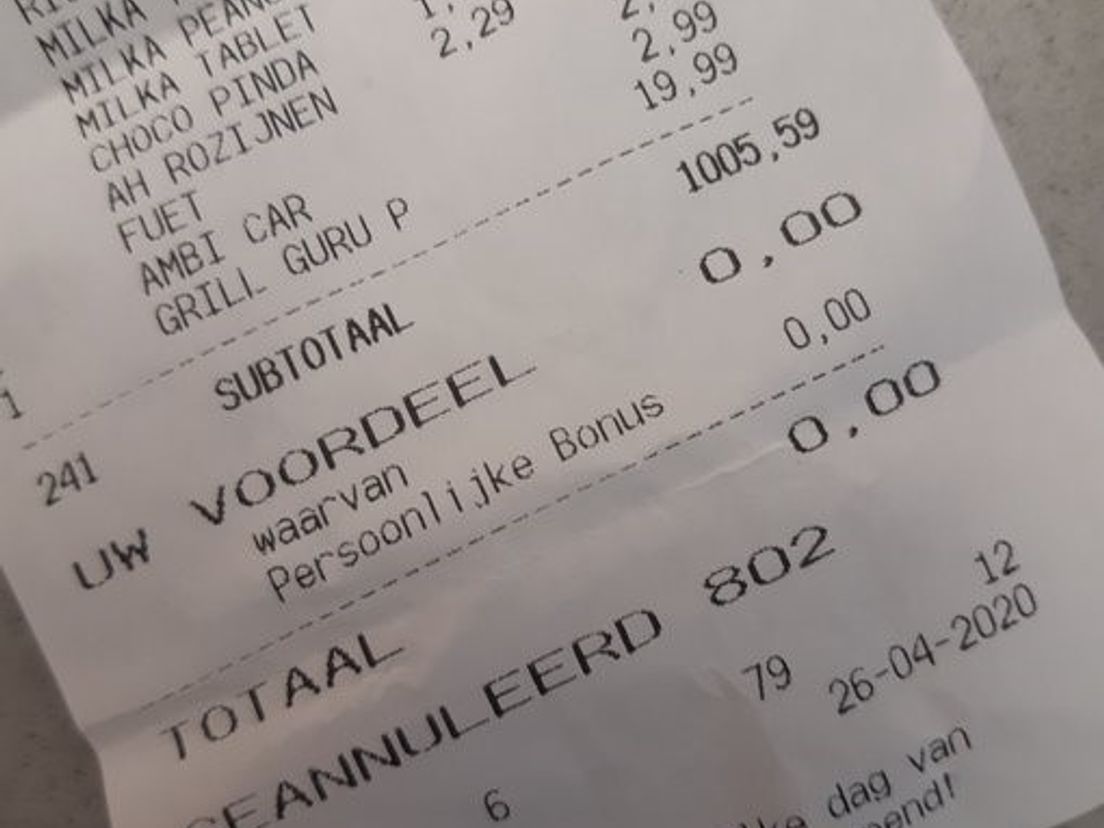 MILKA
MILKA PEAN
MILKA TABLET
CHOCO PINDA
AH ROZIJNEN 2,29
FUET
AMBI CAR 2,99
1 GRILL GURU P 19,99
241 SUBTOTAAL 1005,59
UW VOORDEEL 0,00
waarvan
Persoonlijke Bonus 0,00
TOTAAL 0,00
GEANNULEERD 802
6 79 12
26-04-2020
dag van